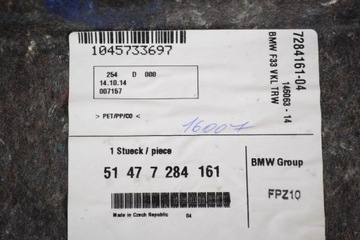 1045733697
254 D 000
14.10.14
007157
> PET/PP/CO <
16007
1 Stueck / piece
51 47 7 284 161
Made in Czech Republic 04
7284161-04
146063 - 14
BMW F33 VKL TRW
BMW Group
FPZ10